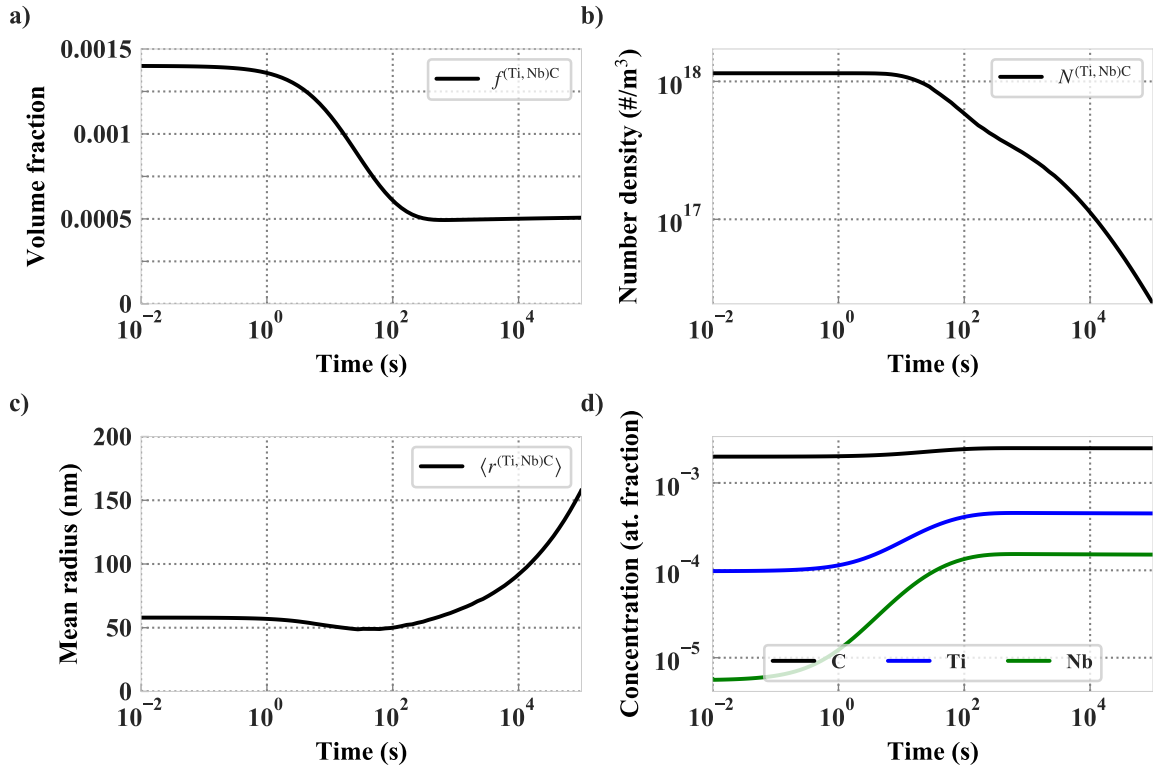 a)
Volume fraction
0.0015
0.001
0.0005
0
f^(Ti, Nb)C
10^−2 10^0 10^2 10^4
Time (s)
b)
Number density (#/m^3)
10^18
10^17
N^(Ti, Nb)C
10^−2 10^0 10^2 10^4
Time (s)
c)
Mean radius (nm)
200
150
100
50
0
⟨r^(Ti, Nb)C⟩
10^−2 10^0 10^2 10^4
Time (s)
d)
Concentration (at. fraction)
10^−3
10^−4
10^−5
C Ti Nb
10^−2 10^0 10^2 10^4
Time (s)